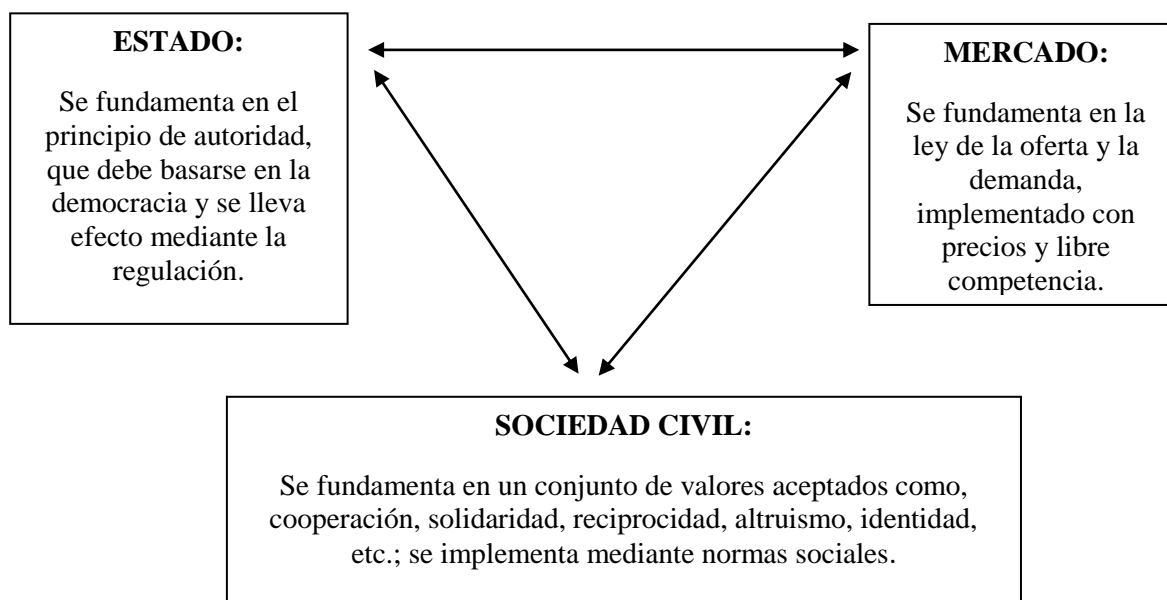 ESTADO:
Se fundamenta en el
principio de autoridad,
que debe basarse en la
democracia y se lleva
efecto mediante la
regulación.
MERCADO:
Se fundamenta en la
ley de la oferta y la
demanda,
implementado con
precios y libre
competencia.
SOCIEDAD CIVIL:
Se fundamenta en un conjunto de valores aceptados como,
cooperación, solidaridad, reciprocidad, altruismo, identidad,
etc.; se implementa mediante normas sociales.